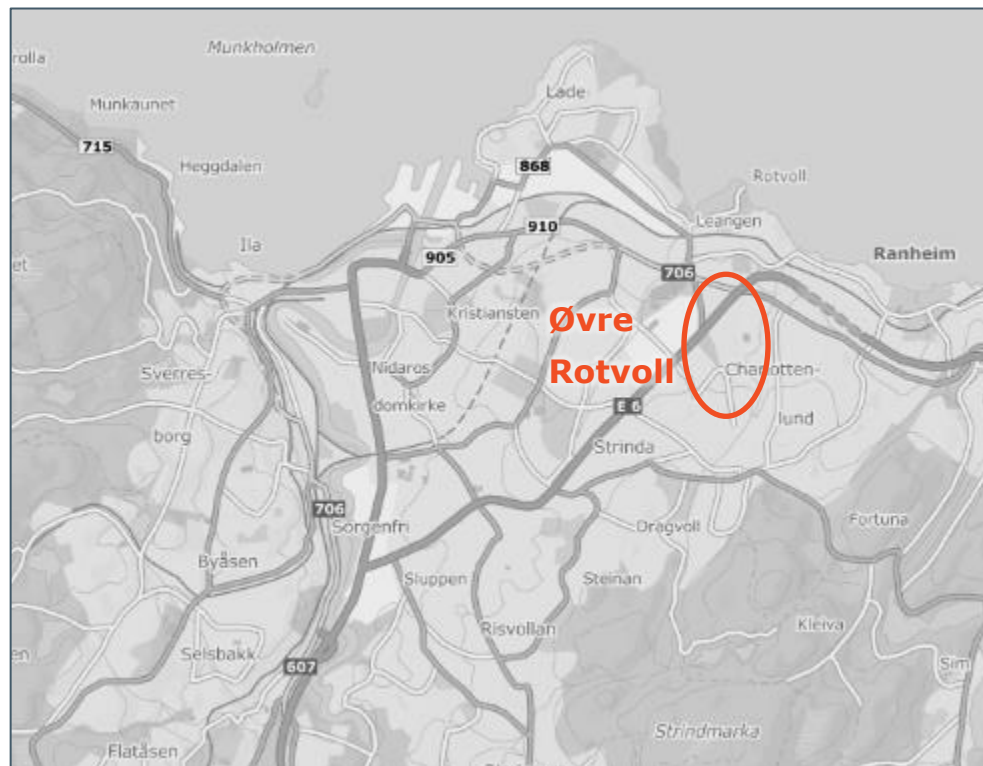 Munkholmen
rolla
Lade
Munkaunet
715
868
Heggdalen
Rotvoll
Leangen
910
Ila
905
Ranheim
et
706
Kristiansten
Øvre
Rotvoll
Nidaros
domkirke
Sverres-
borg
Charlotten-
lund
E 6
Strinda
706
Sorgenfri
Dragvoll
Fortuna
Byåsen
Sluppen
Steinan
Risvollan
Kleiva
en
Selsbakk
607
Sim
Strindmarka
Flatåsen